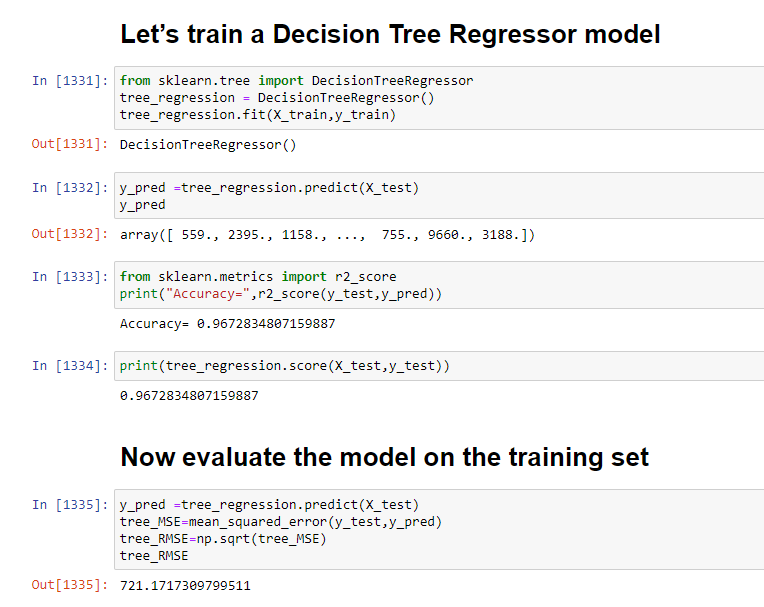 Let’s train a Decision Tree Regressor model
In [1331]: from sklearn.tree import DecisionTreeRegressor
tree_regression = DecisionTreeRegressor()
tree_regression.fit(X_train,y_train)
Out[1331]: DecisionTreeRegressor()
In [1332]: y_pred =tree_regression.predict(X_test)
y_pred
Out[1332]: array([ 559., 2395., 1158., ...,  755., 9660., 3188.])
In [1333]: from sklearn.metrics import r2_score
print("Accuracy=",r2_score(y_test,y_pred))
Accuracy= 0.9672834807159887
In [1334]: print(tree_regression.score(X_test,y_test))
0.9672834807159887
Now evaluate the model on the training set
In [1335]: y_pred =tree_regression.predict(X_test)
tree_MSE=mean_squared_error(y_test,y_pred)
tree_RMSE=np.sqrt(tree_MSE)
tree_RMSE
Out[1335]: 721.1717309799511